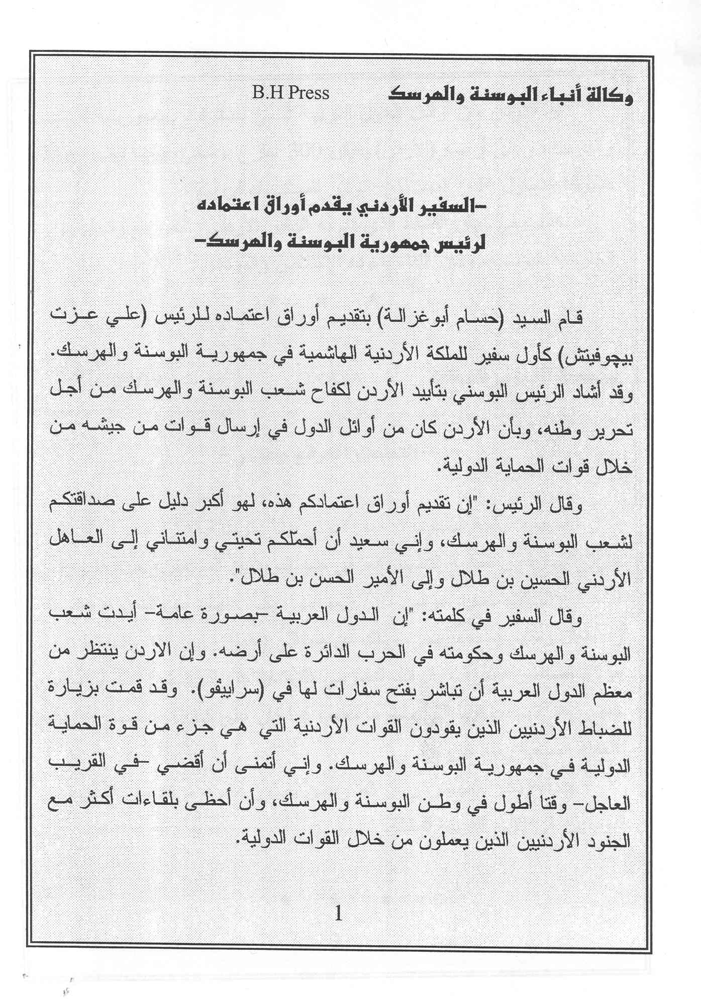 وكالة أنباء البوسنة والهرسك B.H Press
-السفير الأردني يقدم أوراق اعتماده
لرئيس جمهورية البوسنة والهرسك-
قام السيد (حسام أبو غزالة) بتقديم أوراق اعتماده للرئيس (علي عزت
بيچوفيتش) كأول سفير للملكة الأردنية الهاشمية في جمهورية البوسنة والهرسك.
وقد أشاد الرئيس البوسني بتأييد الأردن لكفاح شعب البوسنة والهرسك من أجل
تحرير وطنه، وبأن الأردن كان من أوائل الدول في إرسال قوات من جيشه من
خلال قوات الحماية الدولية.
وقال الرئيس: "إن تقديم أوراق اعتمادكم هذه، لهو أكبر دليل على صداقتكم
لشعب البوسنة والهرسك، وإني سعيد أن أحمّلكم تحيتي وامتناني إلى العاهل
الأردني الحسين بن طلال وإلى الأمير الحسن بن طلال".
وقال السفير في كلمته: "إن الدول العربية -بصورة عامة- أيدت شعب
البوسنة والهرسك وحكومته في الحرب الدائرة على أرضه. وإن الاردن ينتظر من
معظم الدول العربية أن تباشر بفتح سفارات لها في (سراييڤو). وقد قمت بزيارة
للضباط الأردنيين الذين يقودون القوات الأردنية التي هي جزء من قوة الحماية
الدولية في جمهورية البوسنة والهرسك. وإني أتمنى أن أقضي -في القريب
العاجل- وقتا أطول في وطن البوسنة والهرسك، وأن أحظى بلقاءات أكثر مع
الجنود الأردنيين الذين يعملون من خلال القوات الدولية.
1